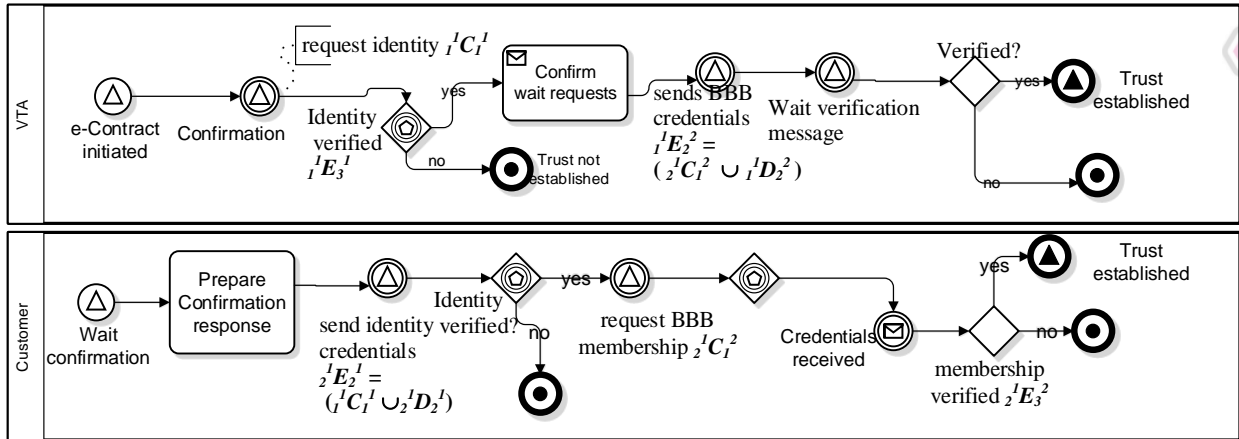 VTA
request identity ₁¹C₁¹
e-Contract
initiated
Confirmation
Identity
verified
₁¹E₃¹
yes
no
Confirm
wait requests
Trust not
established
sends BBB
credentials
₁¹E₂² =
( ₂¹C₁² ∪ ₁¹D₂² )
Wait verification
message
Verified?
yes
no
Trust
established
Customer
Wait
confirmation
Prepare
Confirmation
response
send identity
credentials
₂¹E₂¹ =
(₁¹C₁¹ ∪₂¹D₂¹)
Identity
verified?
yes
no
request BBB
membership ₂¹C₁²
Credentials
received
membership
verified ₂¹E₃²
yes
no
Trust
established